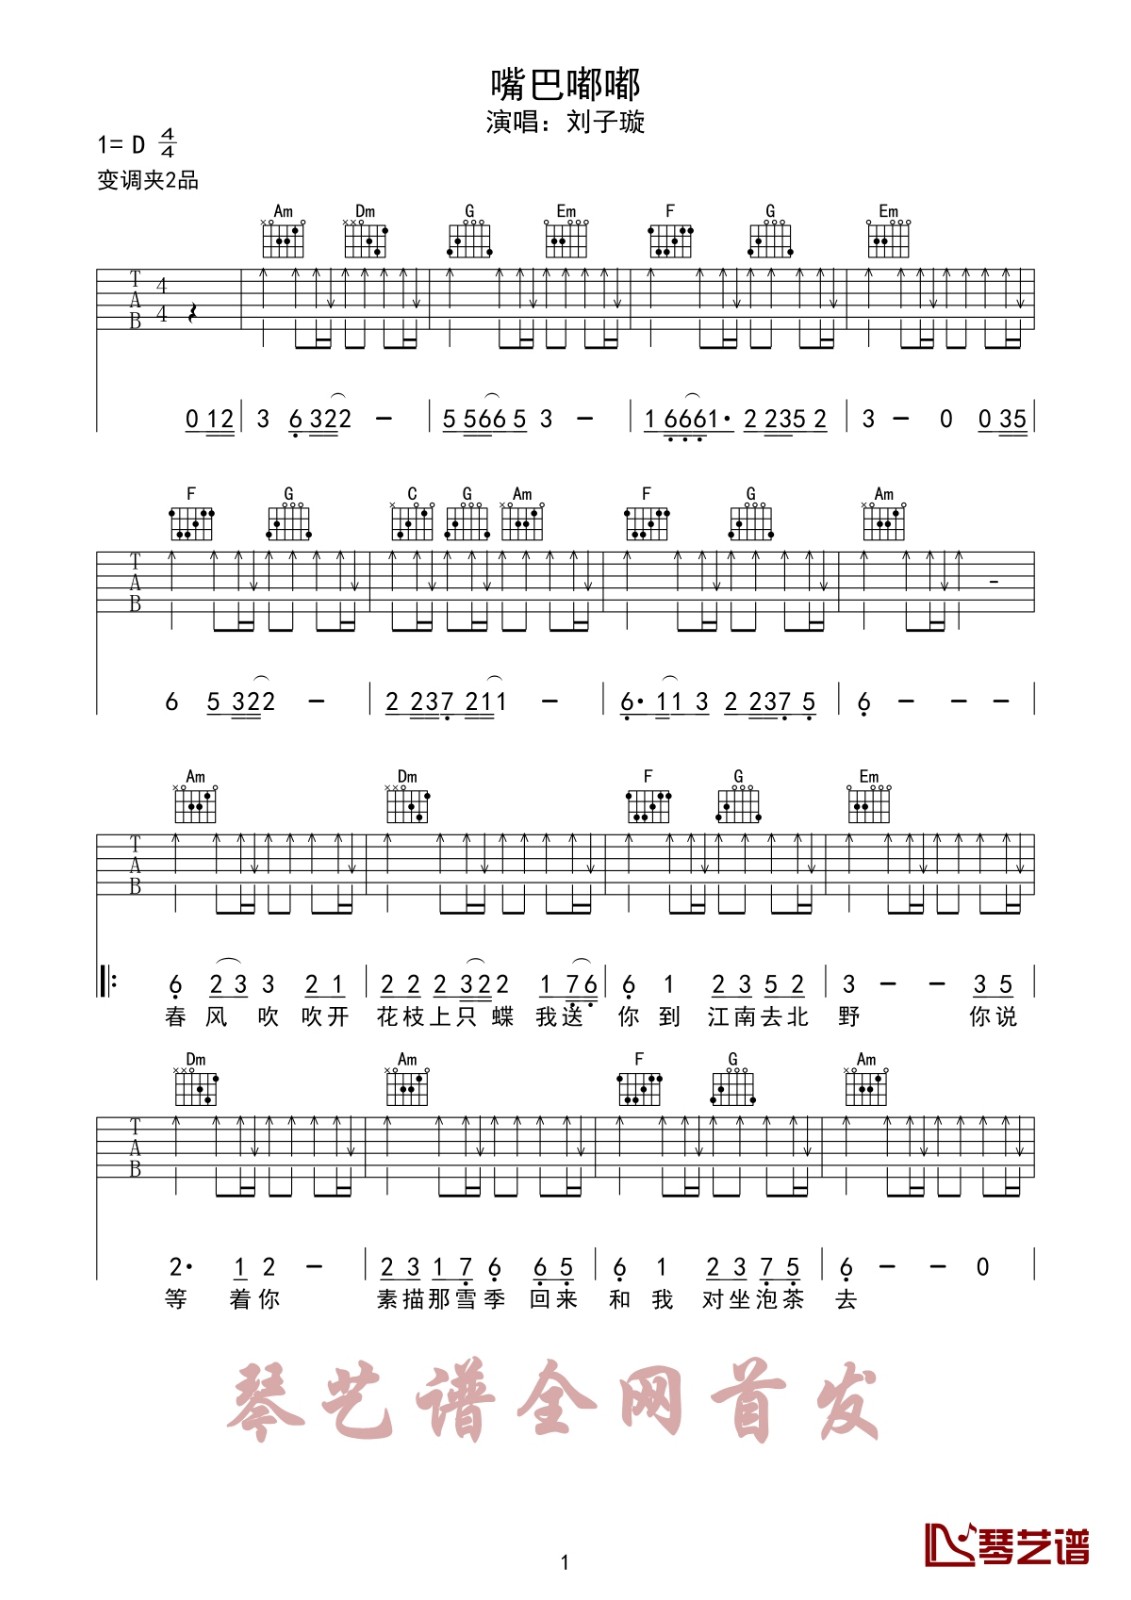 嘴巴嘟嘟
演唱：刘子璇
1= D 4/4
变调夹2品
Am Dm G Em F G Em
T A B 4 4
0 12 3 6 322 - 5 5665 3 - 1 6661· 2 2352 3 - 0 0 35
F G C G Am F G Am
T A B
6 5 322 - 2 237 211 - 6· 11 3 2 237 5 6 - - -
Am Dm F G Em
T A B
6 2 3 3 2 1 2 2 2 322 1 76 6 1 2 3 5 2 3 - - 3 5
春风 吹 吹开 花枝上只 蝶 我送 你 到 江南去北 野 你说
Dm Am F G Am
T A B
2· 1 2 - 2 3 1 7 6 6 5 6 1 2 3 7 5 6 - - 0
等 着你 素描那雪季 回来 和 我 对坐泡茶 去
琴艺谱全网首发
琴艺谱
1